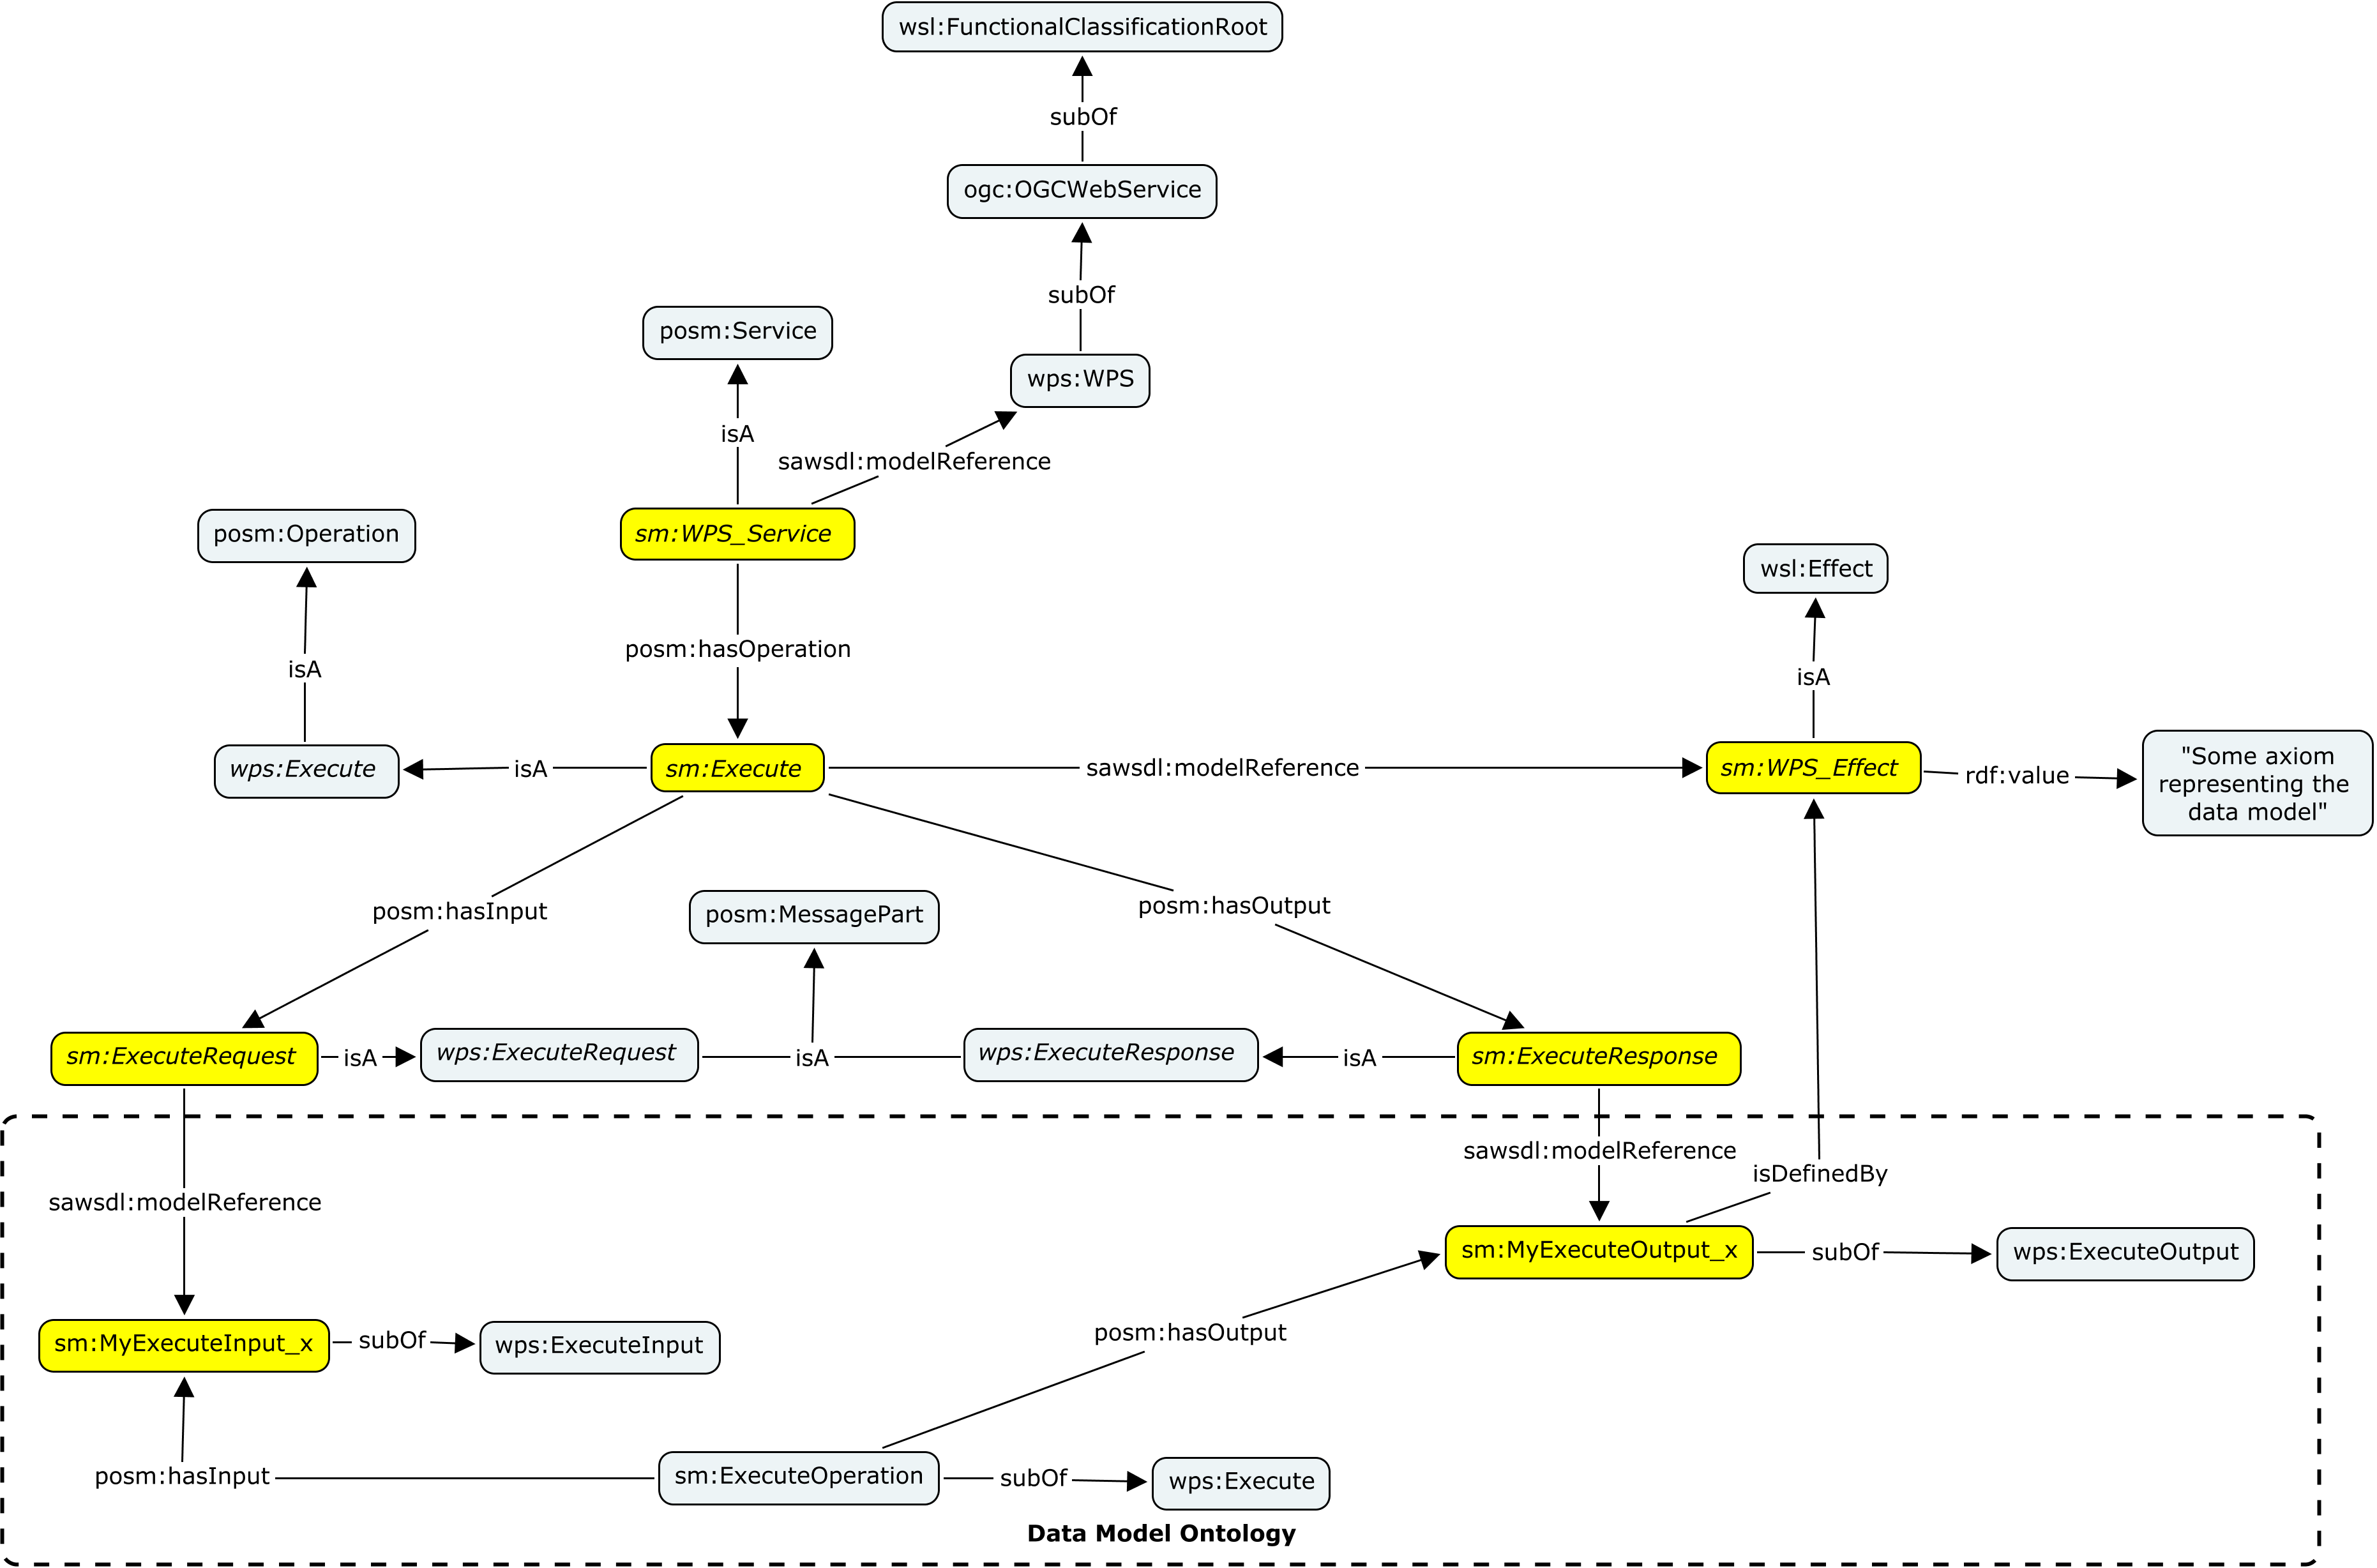 wsl:FunctionalClassificationRoot
subOf
ogc:OGCWebService
subOf
posm:Service
wps:WPS
isA
sawsdl:modelReference
posm:Operation
sm:WPS_Service
wsl:Effect
posm:hasOperation
isA
isA
wps:Execute
isA
sm:Execute
sawsdl:modelReference
sm:WPS_Effect
rdf:value
"Some axiom
representing the
data model"
posm:hasInput
posm:MessagePart
posm:hasOutput
sm:ExecuteRequest
isA
wps:ExecuteRequest
isA
wps:ExecuteResponse
isA
sm:ExecuteResponse
sawsdl:modelReference
isDefinedBy
sawsdl:modelReference
sm:MyExecuteOutput_x
subOf
wps:ExecuteOutput
sm:MyExecuteInput_x
subOf
wps:ExecuteInput
posm:hasOutput
posm:hasInput
sm:ExecuteOperation
subOf
wps:Execute
Data Model Ontology